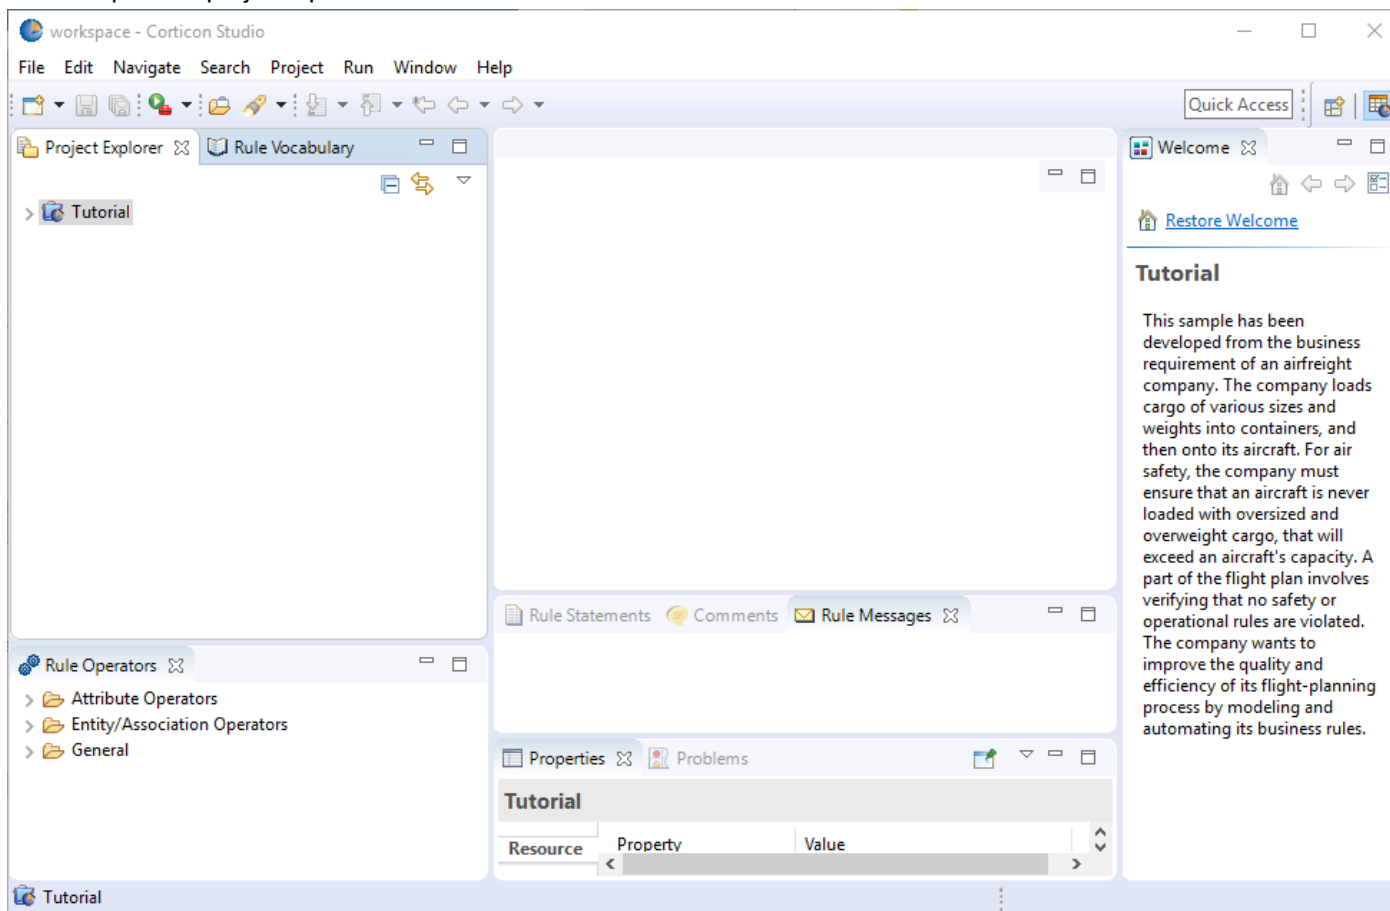 workspace - Corticon Studio
File Edit Navigate Search Project Run Window Help
Quick Access
Project Explorer Rule Vocabulary
Tutorial
Rule Operators
Attribute Operators
Entity/Association Operators
General
Rule Statements Comments Rule Messages
Properties Problems
Tutorial
Resource Property Value
Welcome
Restore Welcome
Tutorial
This sample has been
developed from the business
requirement of an airfreight
company. The company loads
cargo of various sizes and
weights into containers, and
then onto its aircraft. For air
safety, the company must
ensure that an aircraft is never
loaded with oversized and
overweight cargo, that will
exceed an aircraft's capacity. A
part of the flight plan involves
verifying that no safety or
operational rules are violated.
The company wants to
improve the quality and
efficiency of its flight-planning
process by modeling and
automating its business rules.
Tutorial